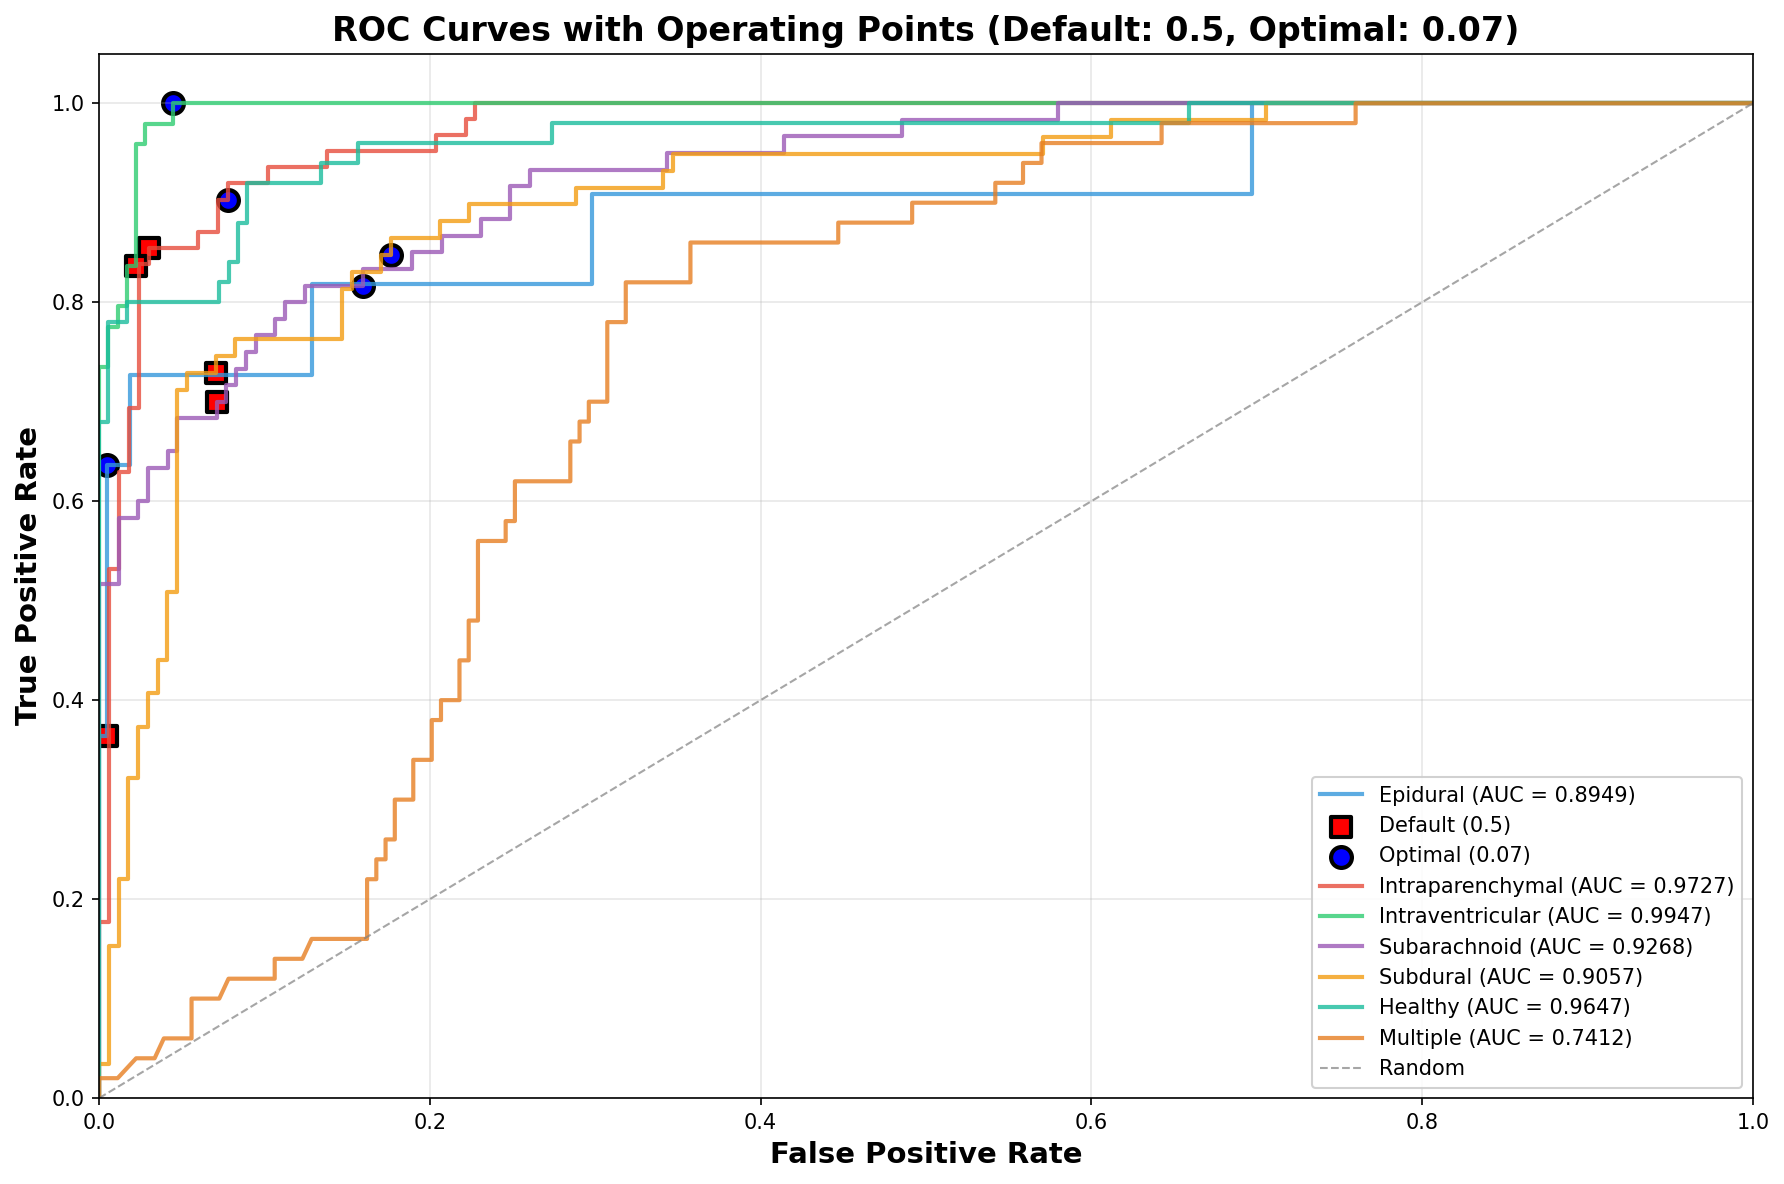 ROC Curves with Operating Points (Default: 0.5, Optimal: 0.07)
True Positive Rate
1.0
0.8
0.6
0.4
0.2
0.0
0.0 0.2 0.4 0.6 0.8 1.0
False Positive Rate
Epidural (AUC = 0.8949)
Default (0.5)
Optimal (0.07)
Intraparenchymal (AUC = 0.9727)
Intraventricular (AUC = 0.9947)
Subarachnoid (AUC = 0.9268)
Subdural (AUC = 0.9057)
Healthy (AUC = 0.9647)
Multiple (AUC = 0.7412)
Random